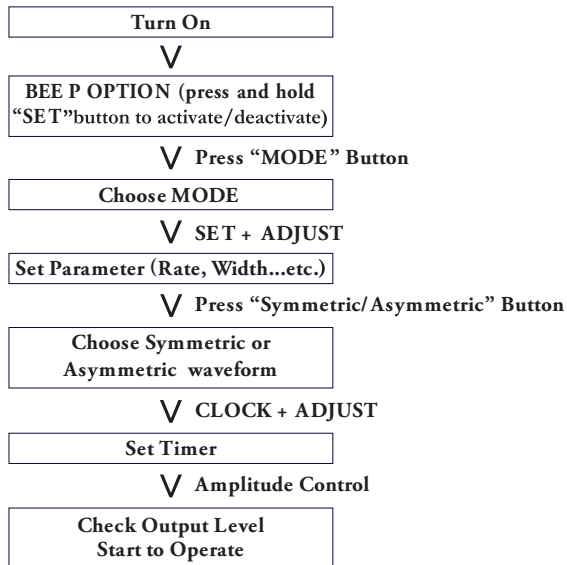 Turn On
V
BEE P OPTION (press and hold
“SET”button to activate/deactivate)
V Press “MODE” Button
Choose MODE
V SET + ADJUST
Set Parameter (Rate, Width...etc.)
V Press “Symmetric/Asymmetric” Button
Choose Symmetric or
Asymmetric waveform
V CLOCK + ADJUST
Set Timer
V Amplitude Control
Check Output Level
Start to Operate